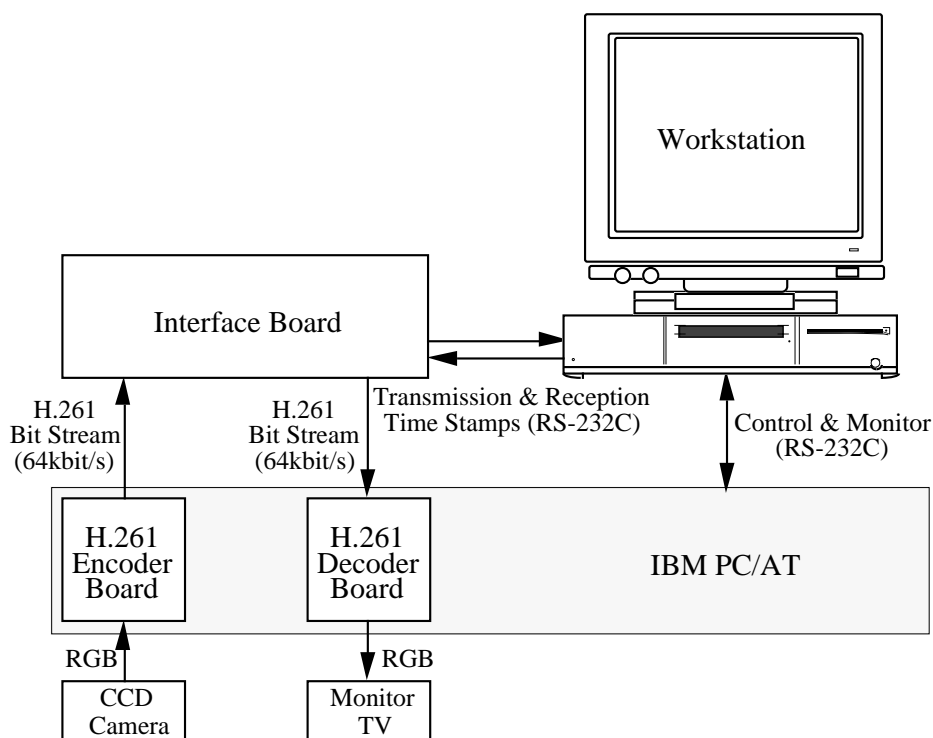 Workstation
Interface Board
H.261
Bit Stream
(64kbit/s)
H.261
Bit Stream
(64kbit/s)
Transmission & Reception
Time Stamps (RS-232C)
Control & Monitor
(RS-232C)
H.261
Encoder
Board
H.261
Decoder
Board
IBM PC/AT
RGB
RGB
CCD
Camera
Monitor
TV